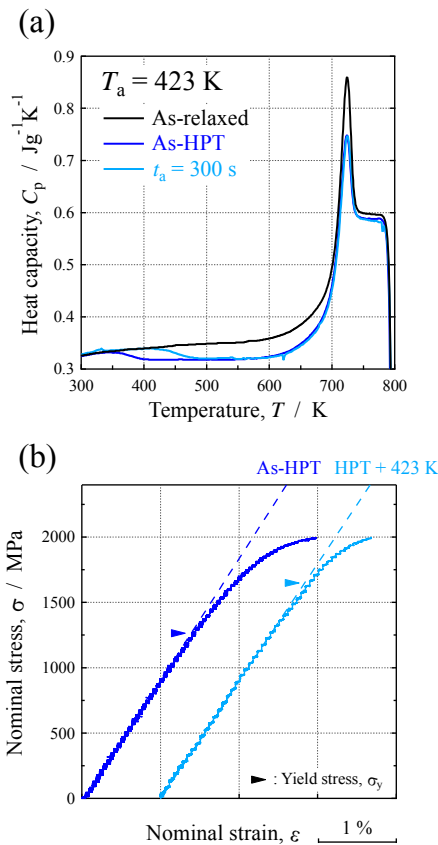 (a)
T_a = 423 K
As-relaxed
As-HPT
t_a = 300 s
Heat capacity, C_p / Jg⁻¹K⁻¹
0.9
0.8
0.7
0.6
0.5
0.4
0.3
300 400 500 600 700 800
Temperature, T / K
(b)
As-HPT HPT + 423 K
Nominal stress, σ / MPa
2000
1500
1000
500
0
: Yield stress, σ_y
Nominal strain, ε 1 %